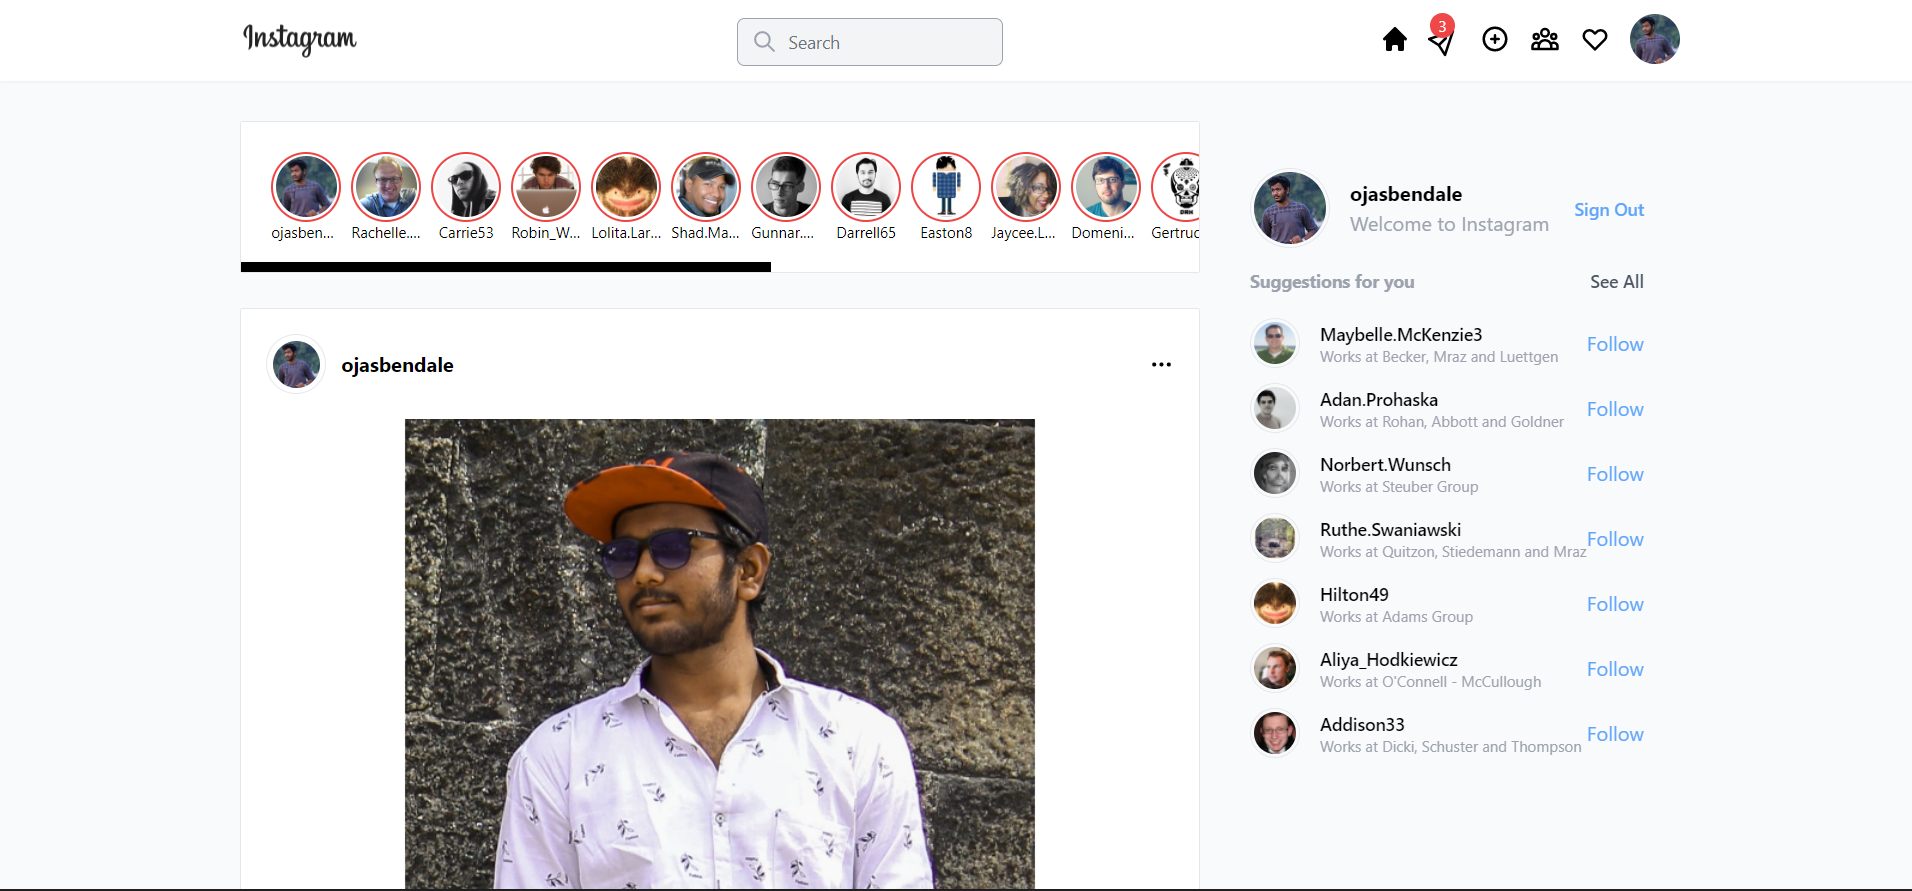 Instagram
Search
3
ojasben...
Rachelle....
Carrie53
Robin_W...
Lolita.Lar...
Shad.Ma...
Gunnar....
Darrell65
Easton8
Jaycee.L...
Domeni...
Gertruc
DRH
ojasbendale
Welcome to Instagram
Sign Out
Suggestions for you
See All
Maybelle.McKenzie3
Works at Becker, Mraz and Luettgen
Follow
Adan.Prohaska
Works at Rohan, Abbott and Goldner
Follow
Norbert.Wunsch
Works at Steuber Group
Follow
Ruthe.Swaniawski
Works at Quitzon, Stiedemann and Mraz
Follow
Hilton49
Works at Adams Group
Follow
Aliya_Hodkiewicz
Works at O'Connell - McCullough
Follow
Addison33
Works at Dicki, Schuster and Thompson
Follow
ojasbendale